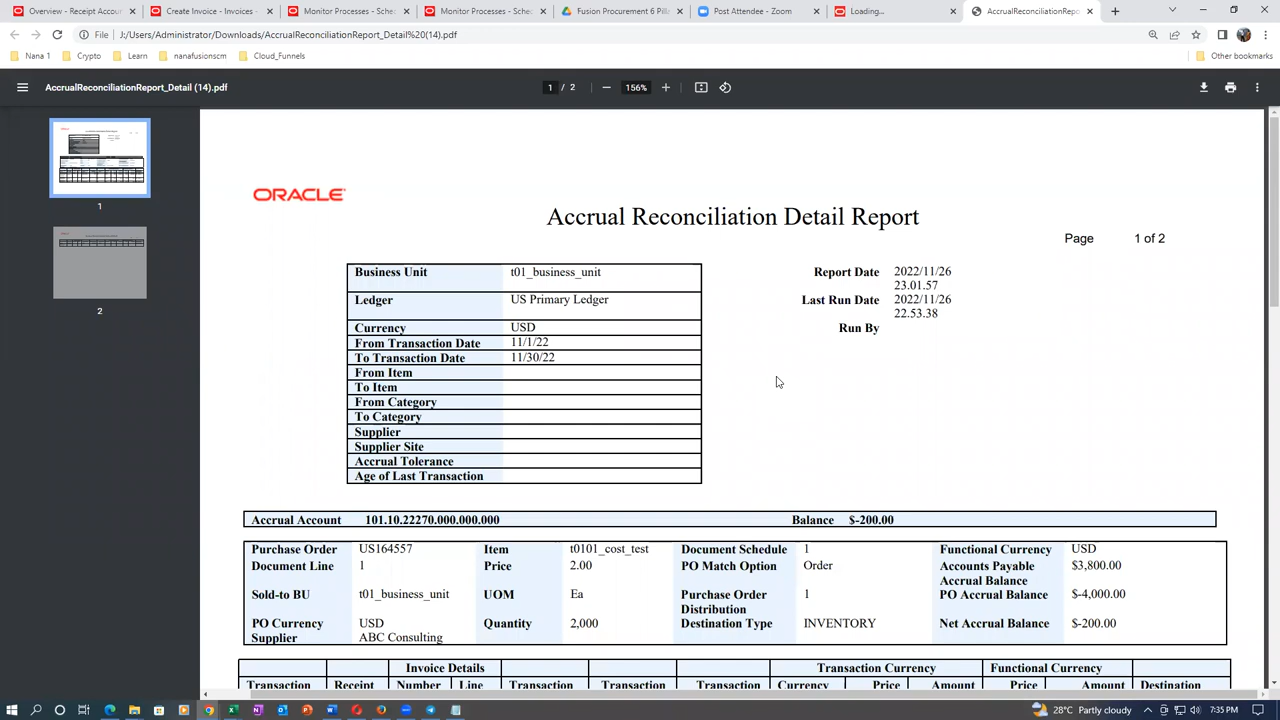 Overview - Receipt Accou
Create Invoice - Invoices -
Monitor Processes - Sche
Monitor Processes - Sche
Fusion Procurement 6 Pill
Post Attendee - Zoom
Loading...
AccrualReconciliationRepo
File | J:/Users/Administrator/Downloads/AccrualReconciliationReport_Detail%20(14).pdf
Nana 1
Crypto
Learn
nanafusionscm
Cloud_Funnels
Other bookmarks
AccrualReconciliationReport_Detail (14).pdf
1 / 2
156%
1
2
ORACLE
Accrual Reconciliation Detail Report
Page 1 of 2
Business Unit t01_business_unit
Ledger US Primary Ledger
Currency USD
From Transaction Date 11/1/22
To Transaction Date 11/30/22
From Item
To Item
From Category
To Category
Supplier
Supplier Site
Accrual Tolerance
Age of Last Transaction
Report Date 2022/11/26
23.01.57
Last Run Date 2022/11/26
22.53.38
Run By
Accrual Account 101.10.22270.000.000.000 Balance $-200.00
Purchase Order US164557 Item t0101_cost_test Document Schedule 1 Functional Currency USD
Document Line 1 Price 2.00 PO Match Option Order Accounts Payable $3,800.00
Accrual Balance
Sold-to BU t01_business_unit UOM Ea Purchase Order 1 PO Accrual Balance $-4,000.00
Distribution
PO Currency USD Quantity 2,000 Destination Type INVENTORY Net Accrual Balance $-200.00
Supplier ABC Consulting
Invoice Details Transaction Currency Functional Currency
Transaction Receipt Number Line Transaction Transaction Transaction Currency Price Amount Price Amount Destination
28°C Partly cloudy
7:35 PM